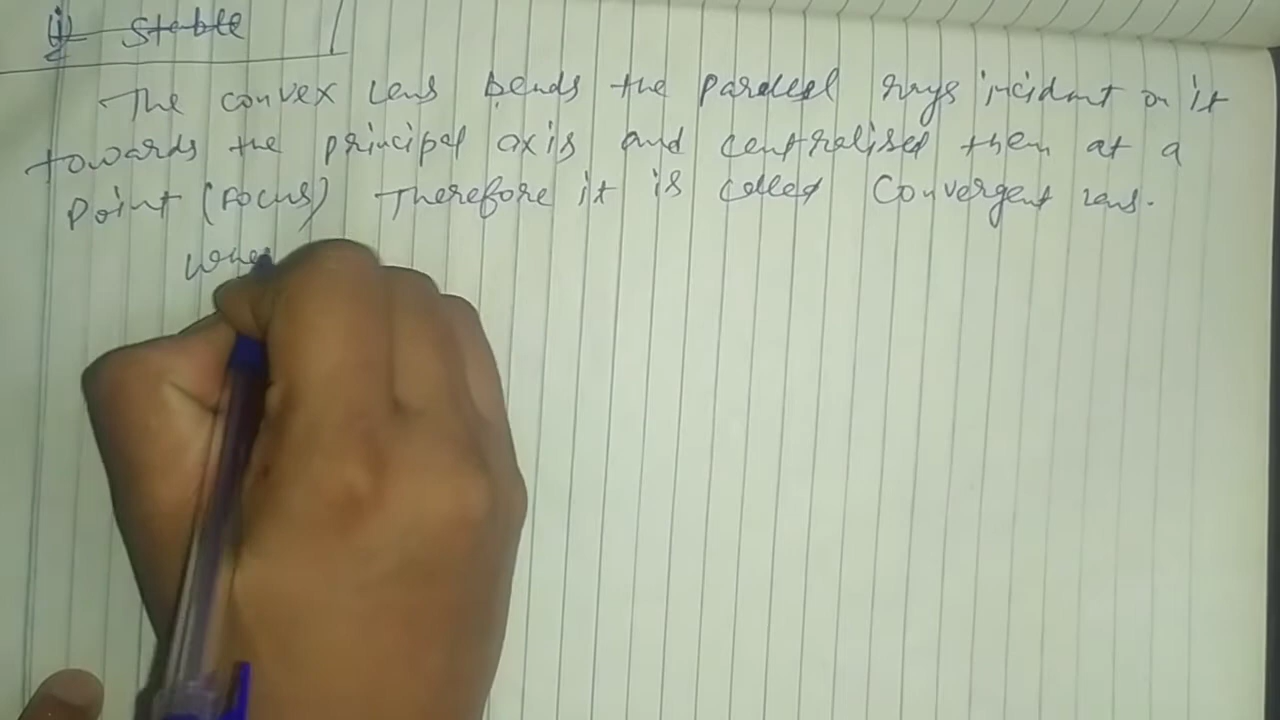 Stable
The convex lens bends the parallel rays incident on it
towards the principal axis and centralised them at a
Point (Focus) Therefore it is called Convergent lens.
whe